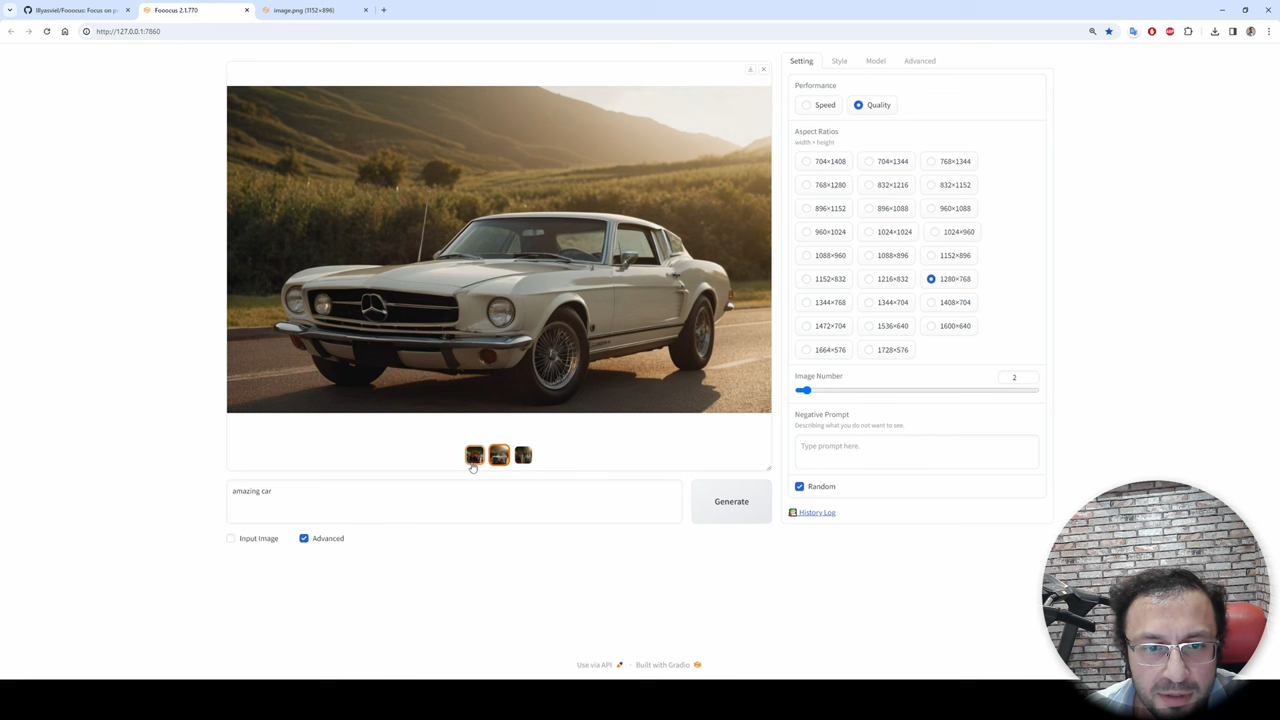 lllyasviel/Fooocus: Focus on p
Fooocus 2.1.770
image.png (1152×896)
http://127.0.0.1:7860
Setting
Style
Model
Advanced
Performance
Speed
Quality
Aspect Ratios
width × height
704×1408
704×1344
768×1344
768×1280
832×1216
832×1152
896×1152
896×1088
960×1088
960×1024
1024×1024
1024×960
1088×960
1088×896
1152×896
1152×832
1216×832
1280×768
1344×768
1344×704
1408×704
1472×704
1536×640
1600×640
1664×576
1728×576
Image Number
2
Negative Prompt
Describing what you do not want to see.
Type prompt here.
Random
History Log
amazing car
Generate
Input Image
Advanced
Use via API
·
Built with Gradio